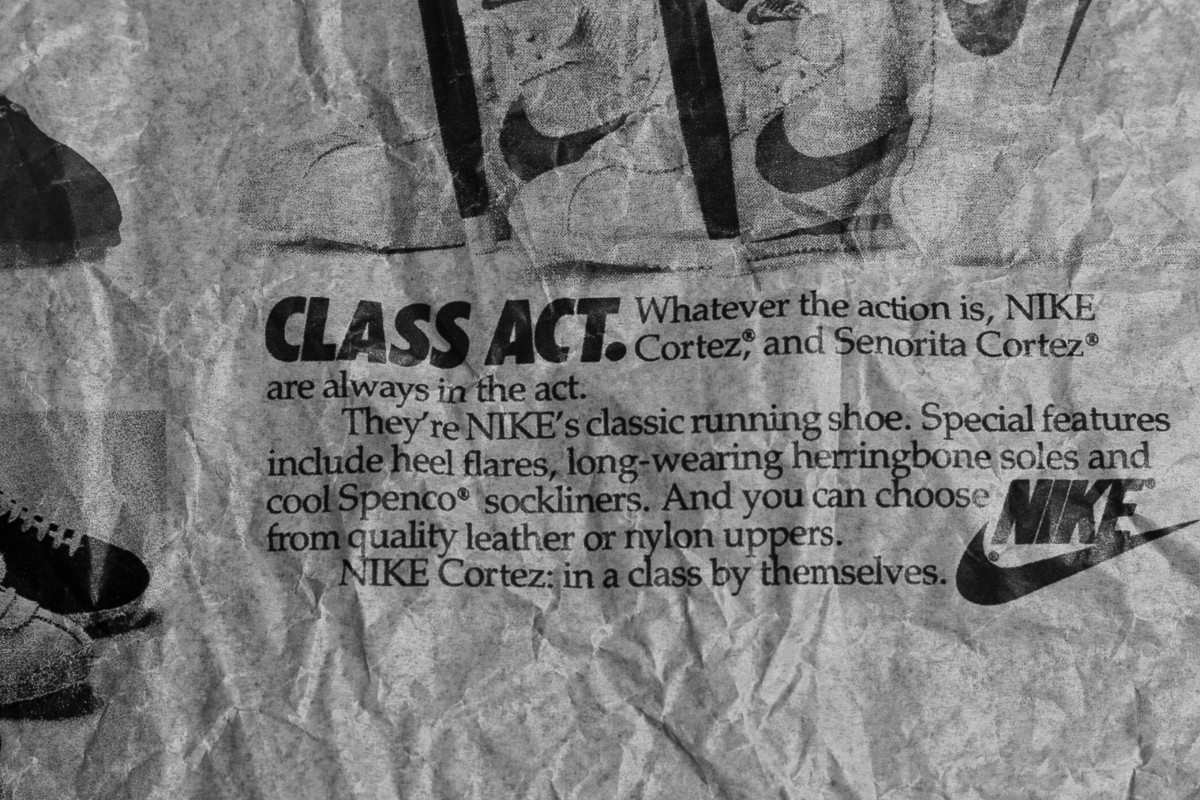 CLASS ACT. Whatever the action is, NIKE
Cortez,® and Senorita Cortez®
are always in the act.
They're NIKE's classic running shoe. Special features
include heel flares, long-wearing herringbone soles and
cool Spenco® sockliners. And you can choose
from quality leather or nylon uppers.
NIKE Cortez: in a class by themselves.
NIKE®
®